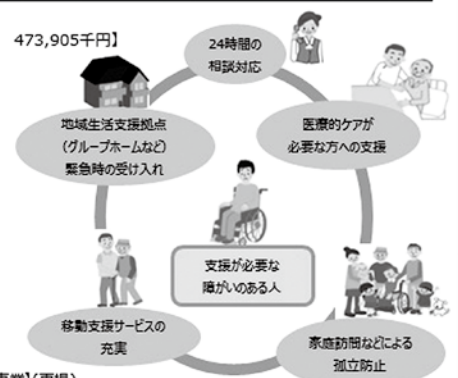 473,905千円】
24時間の
相談対応
地域生活支援拠点
(グループホームなど)
緊急時の受け入れ
医療的ケアが
必要な方への支援
支援が必要な
障がいのある人
移動支援サービスの
充実
家庭訪問などによる
孤立防止